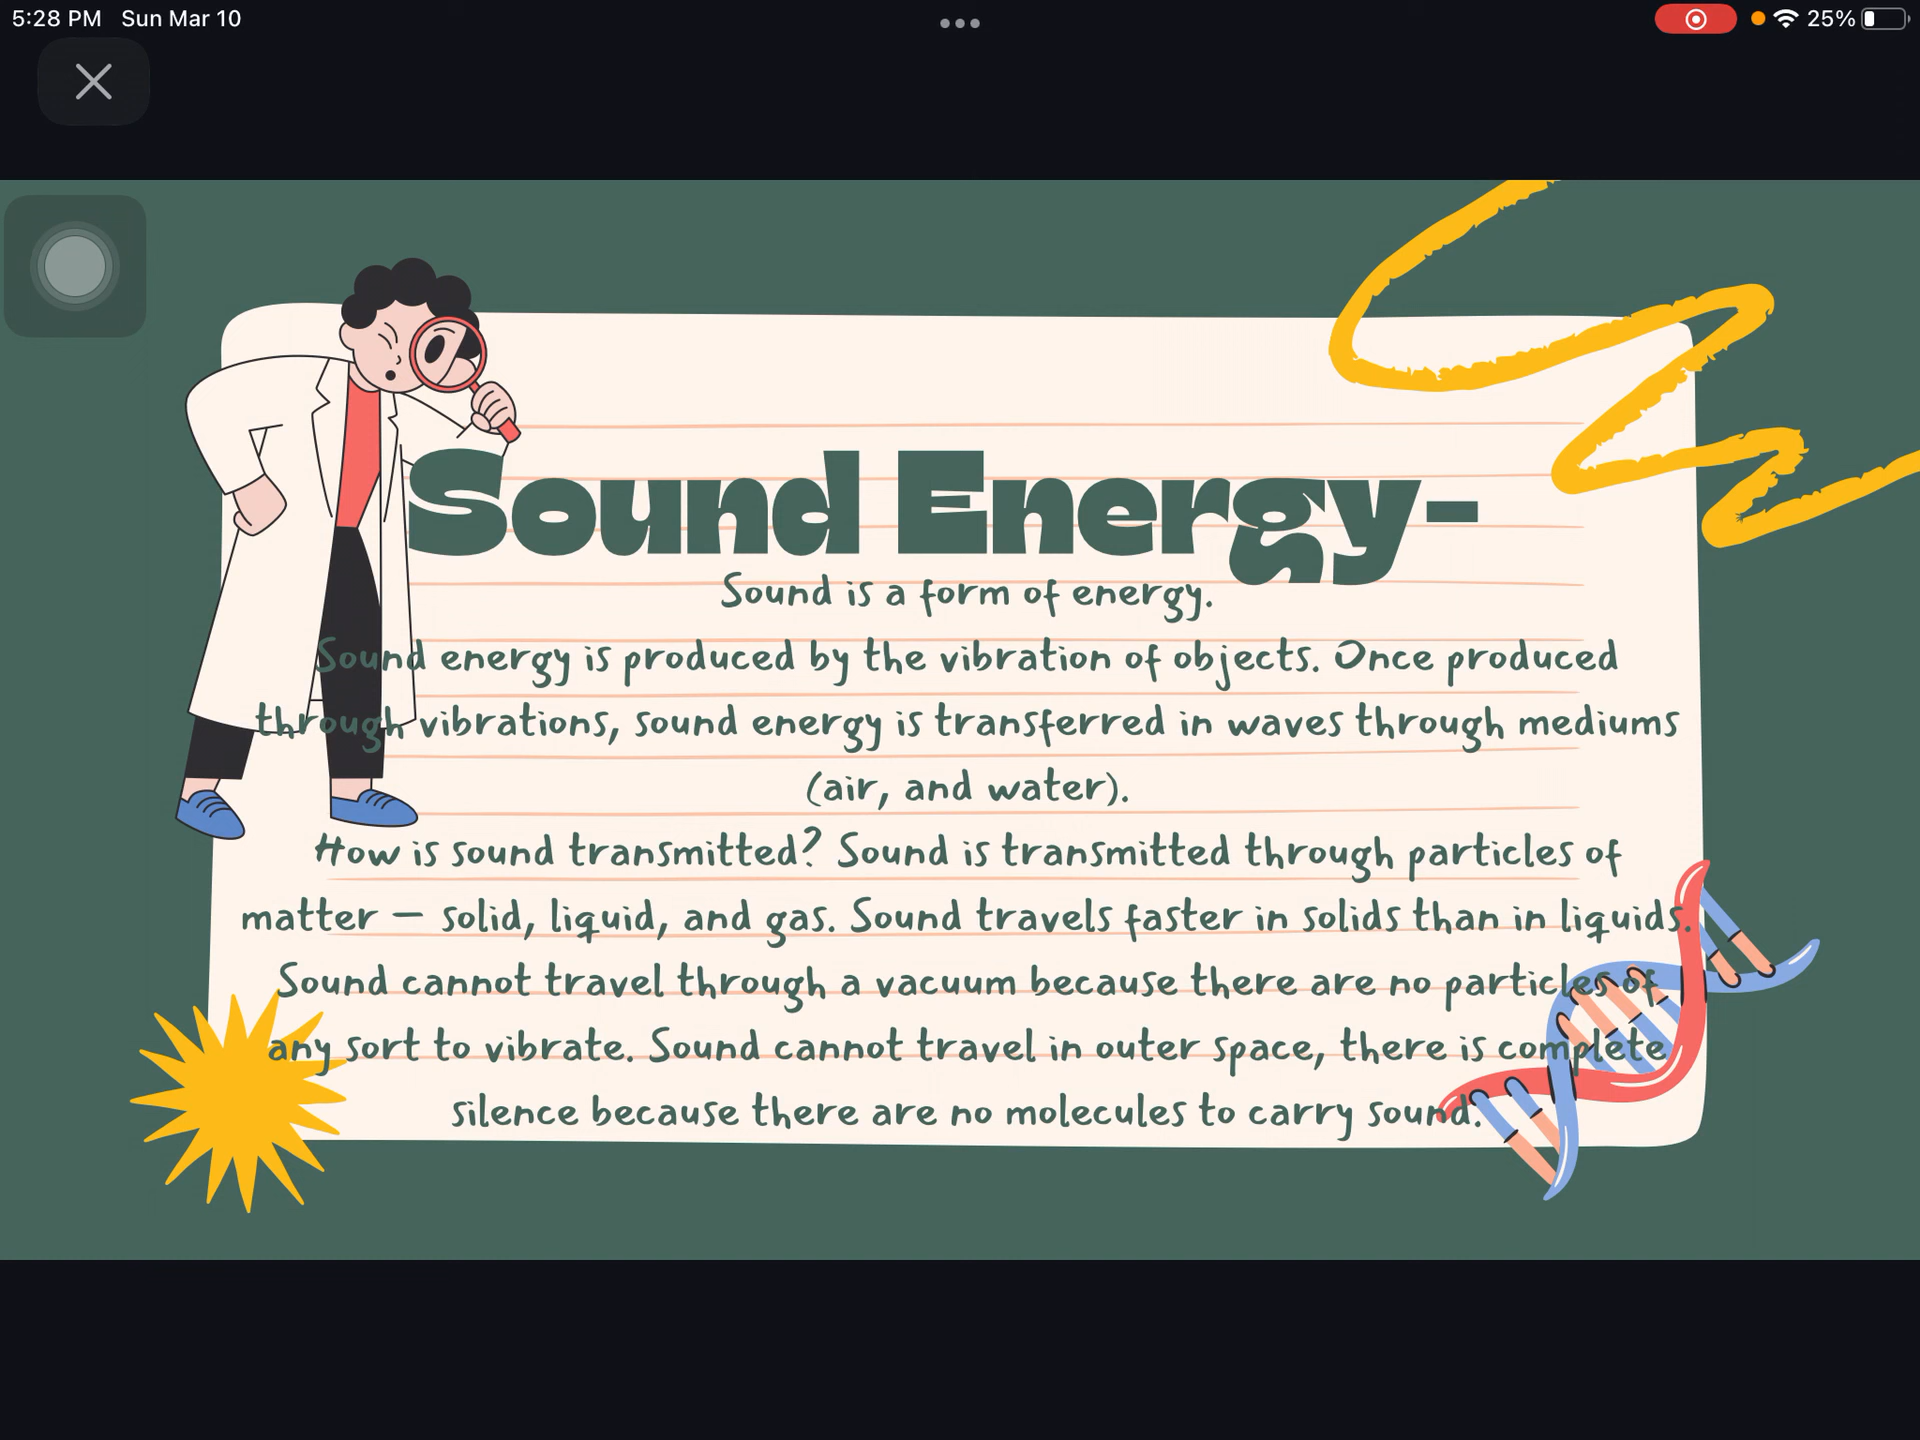 5:28 PM Sun Mar 10
25%
Sound Energy-
Sound is a form of energy.
Sound energy is produced by the vibration of objects. Once produced
through vibrations, sound energy is transferred in waves through mediums
(air, and water).
How is sound transmitted? Sound is transmitted through particles of
matter — solid, liquid, and gas. Sound travels faster in solids than in liquids.
Sound cannot travel through a vacuum because there are no particles of
any sort to vibrate. Sound cannot travel in outer space, there is complete
silence because there are no molecules to carry sound.